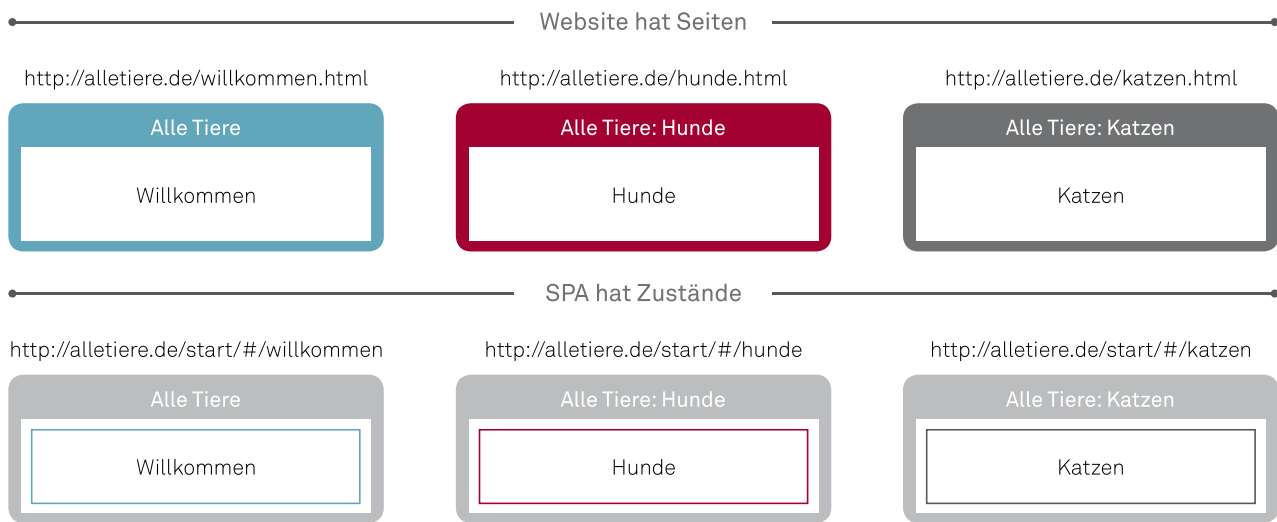 Website hat Seiten
http://alletiere.de/willkommen.html
http://alletiere.de/hunde.html
http://alletiere.de/katzen.html
Alle Tiere
Alle Tiere: Hunde
Alle Tiere: Katzen
Willkommen
Hunde
Katzen
SPA hat Zustände
http://alletiere.de/start/#/willkommen
http://alletiere.de/start/#/hunde
http://alletiere.de/start/#/katzen
Alle Tiere
Alle Tiere: Hunde
Alle Tiere: Katzen
Willkommen
Hunde
Katzen